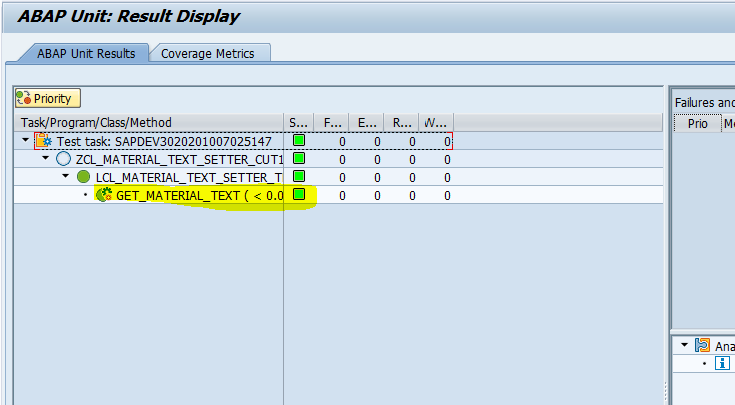 ABAP Unit: Result Display
ABAP Unit Results Coverage Metrics
Priority
Failures and
Task/Program/Class/Method S... F... E... R... W... Prio Me
Test task: SAPDEV3020201007025147 0 0 0 0
ZCL_MATERIAL_TEXT_SETTER_CUT1 0 0 0 0
LCL_MATERIAL_TEXT_SETTER_T 0 0 0 0
GET_MATERIAL_TEXT ( < 0.0 0 0 0 0
Ana